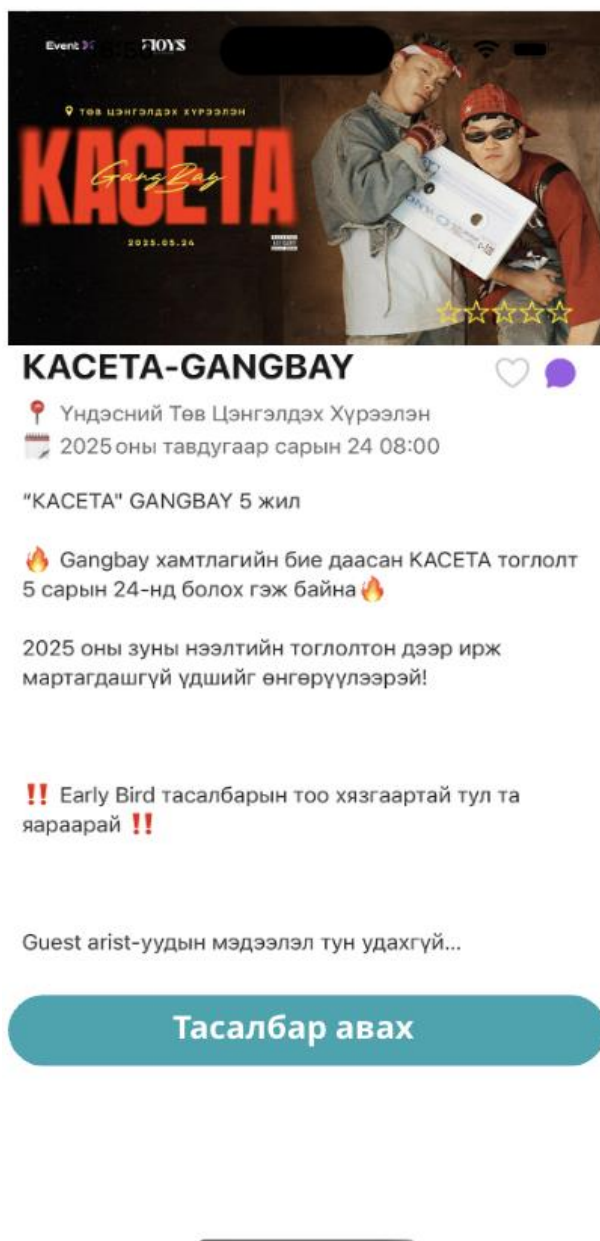 EventX
ТӨВ ЦЭНГЭЛДЭХ ХҮРЭЭЛЭН
KACETA
GangBay
2025.05.24
KACETA-GANGBAY
Үндэсний Төв Цэнгэлдэх Хүрээлэн
2025 оны тавдугаар сарын 24 08:00
“KACETA" GANGBAY 5 жил
🔥 Gangbay хамтлагийн бие даасан KACETA тоглолт
5 сарын 24-нд болох гэж байна🔥
2025 оны зуны нээлтийн тоглолтон дээр ирж
мартагдашгүй үдшийг өнгөрүүлээрэй!
‼️ Early Bird тасалбарын тоо хязгаартай тул та
яараарай ‼️
Guest arist-уудын мэдээлэл тун удахгүй...
Тасалбар авах